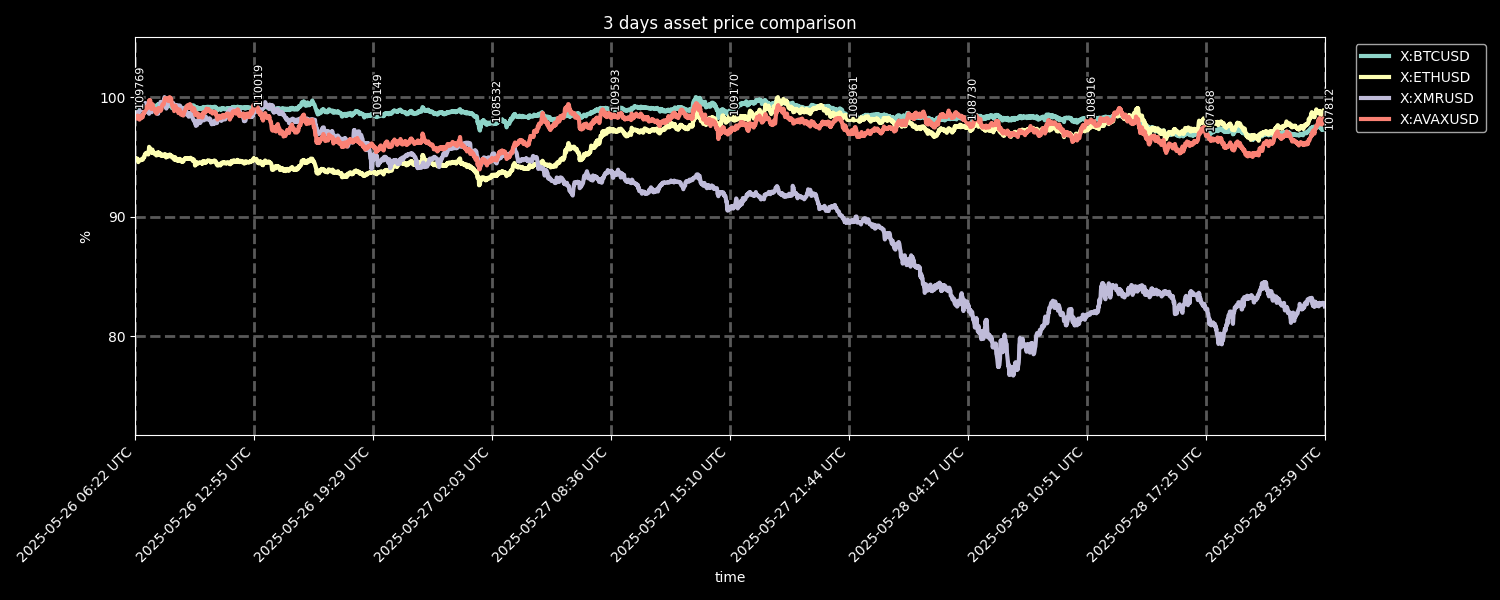 3 days asset price comparison
X:BTCUSD
X:ETHUSD
X:XMRUSD
X:AVAXUSD
109769
110019
109149
108532
109593
109170
108961
108730
108916
107668
107812
100
90
80
%
2025-05-26 06:22 UTC
2025-05-26 12:55 UTC
2025-05-26 19:29 UTC
2025-05-27 02:03 UTC
2025-05-27 08:36 UTC
2025-05-27 15:10 UTC
2025-05-27 21:44 UTC
2025-05-28 04:17 UTC
2025-05-28 10:51 UTC
2025-05-28 17:25 UTC
2025-05-28 23:59 UTC
time